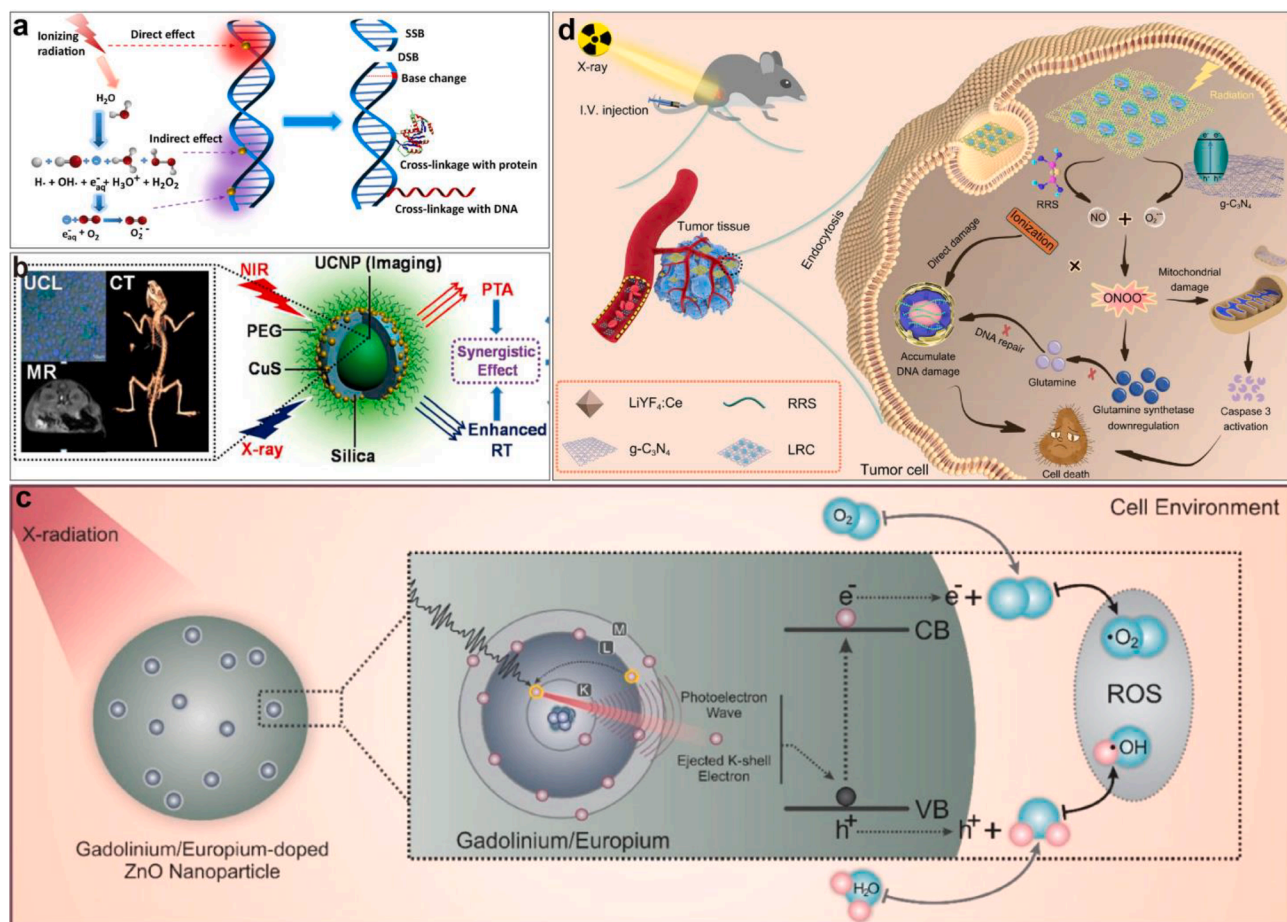 a
Ionizing
radiation
Direct effect
H₂O
Indirect effect
H· + OH· + e⁻aq + H₃O⁺ + H₂O₂
e⁻aq + O₂
O₂·⁻
SSB
DSB
Base change
Cross-linkage with protein
Cross-linkage with DNA
b
UCL
CT
MR
NIR
PEG
CuS
X-ray
UCNP (Imaging)
Silica
PTA
Synergistic
Effect
Enhanced
RT
d
X-ray
I.V. injection
Tumor tissue
Endocytosis
LiYF₄:Ce
RRS
g-C₃N₄
LRC
Radiation
RRS
e⁻ e⁻
h⁺ h⁺
g-C₃N₄
NO
+
O₂·⁻
Ionization
Direct damage
×
ONOO⁻
Mitochondrial
damage
DNA repair
Accumulate
DNA damage
Glutamine
Glutamine synthetase
downregulation
Caspase 3
activation
Cell death
Tumor cell
c
X-radiation
Cell Environment
Gadolinium/Europium-doped
ZnO Nanoparticle
M
L
K
Gadolinium/Europium
Photoelectron
Wave
Ejected K-shell
Electron
e⁻
CB
VB
h⁺
e⁻+
h⁺+
O₂
H₂O
•O₂
ROS
•OH